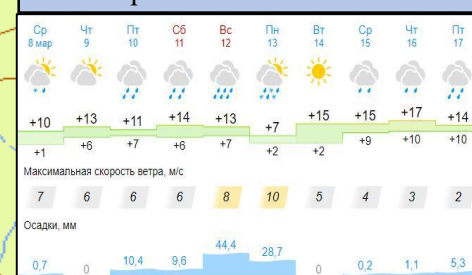 Ср Чт Пт Сб Вс Пн Вт Ср Чт Пт
8 мар 9 10 11 12 13 14 15 16 17
+10 +13 +11 +14 +13 +7 +15 +15 +17 +14
+1 +6 +7 +6 +7 +2 +2 +9 +10 +10
Максимальная скорость ветра, м/с
7 6 6 6 8 10 5 4 3 2
Осадки, мм
0,7 0 10,4 9,6 44,4 28,7 0 0,2 1,1 5,3